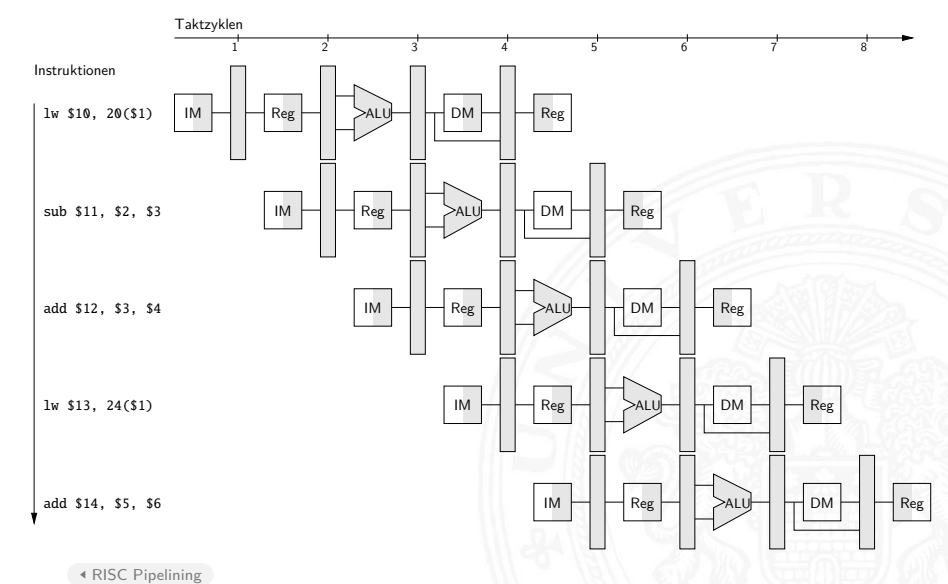 Taktzyklen
1 2 3 4 5 6 7 8
Instruktionen
lw $10, 20($1) IM Reg ALU DM Reg
sub $11, $2, $3 IM Reg ALU DM Reg
add $12, $3, $4 IM Reg ALU DM Reg
lw $13, 24($1) IM Reg ALU DM Reg
add $14, $5, $6 IM Reg ALU DM Reg
RISC Pipelining
UNIVERS